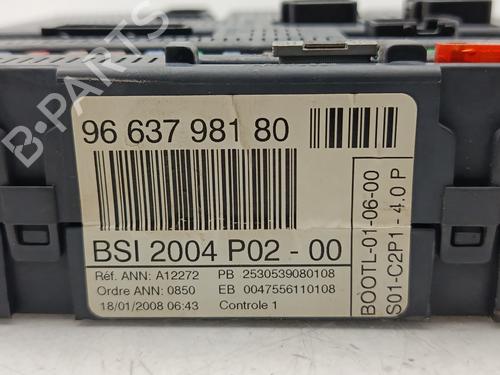 B-PARTS
96 637 981 80
BSI 2004 P02 - 00
Réf. ANN: A12272 PB 2530539080108
Ordre ANN: 0850 EB 0047556110108
18/01/2008 06:43 Controle 1
BOOTL-01-06-00
S01-C2P1 - 4.0 P